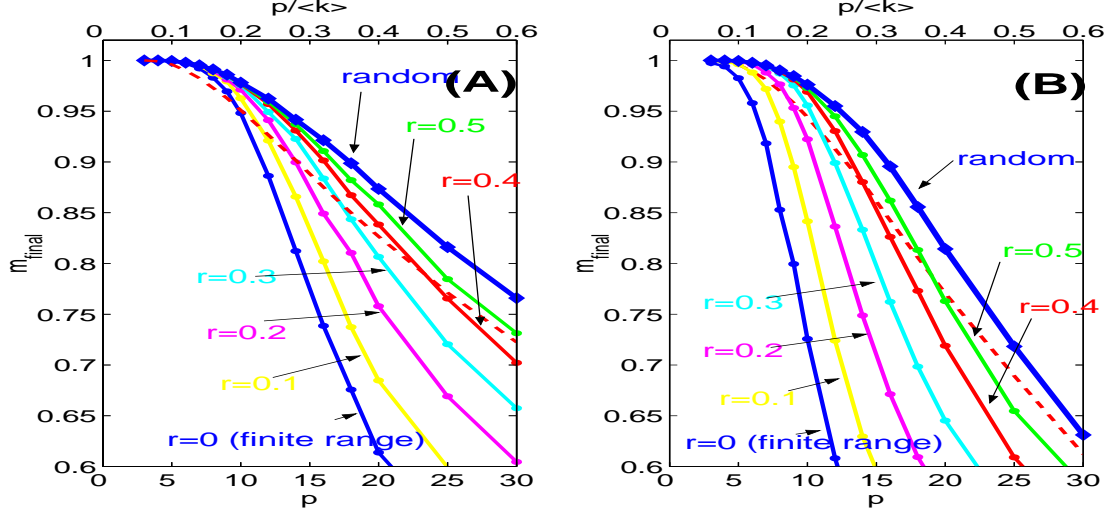 p/<k>
0 0.1 0.2 0.3 0.4 0.5 0.6
1
0.95
0.9
0.85
0.8
0.75
0.7
0.65
0.6
m_final
random
(A)
r=0.5
r=0.4
r=0.3
r=0.2
r=0.1
r=0 (finite range)
0 5 10 15 20 25 30
p
p/<k>
0 0.1 0.2 0.3 0.4 0.5 0.6
1
0.95
0.9
0.85
0.8
0.75
0.7
0.65
0.6
m_final
(B)
random
r=0.5
r=0.3
r=0.4
r=0.2
r=0.1
r=0 (finite range)
0 5 10 15 20 25 30
p